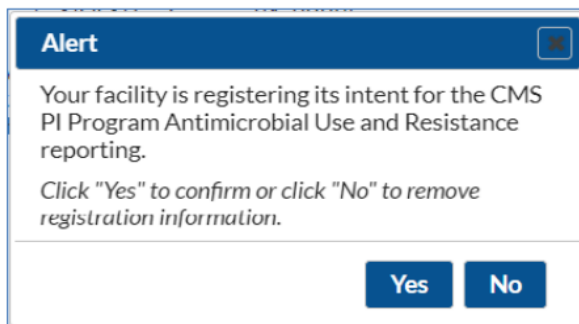 Alert
Your facility is registering its intent for the CMS
PI Program Antimicrobial Use and Resistance
reporting.
Click "Yes" to confirm or click "No" to remove
registration information.
Yes No